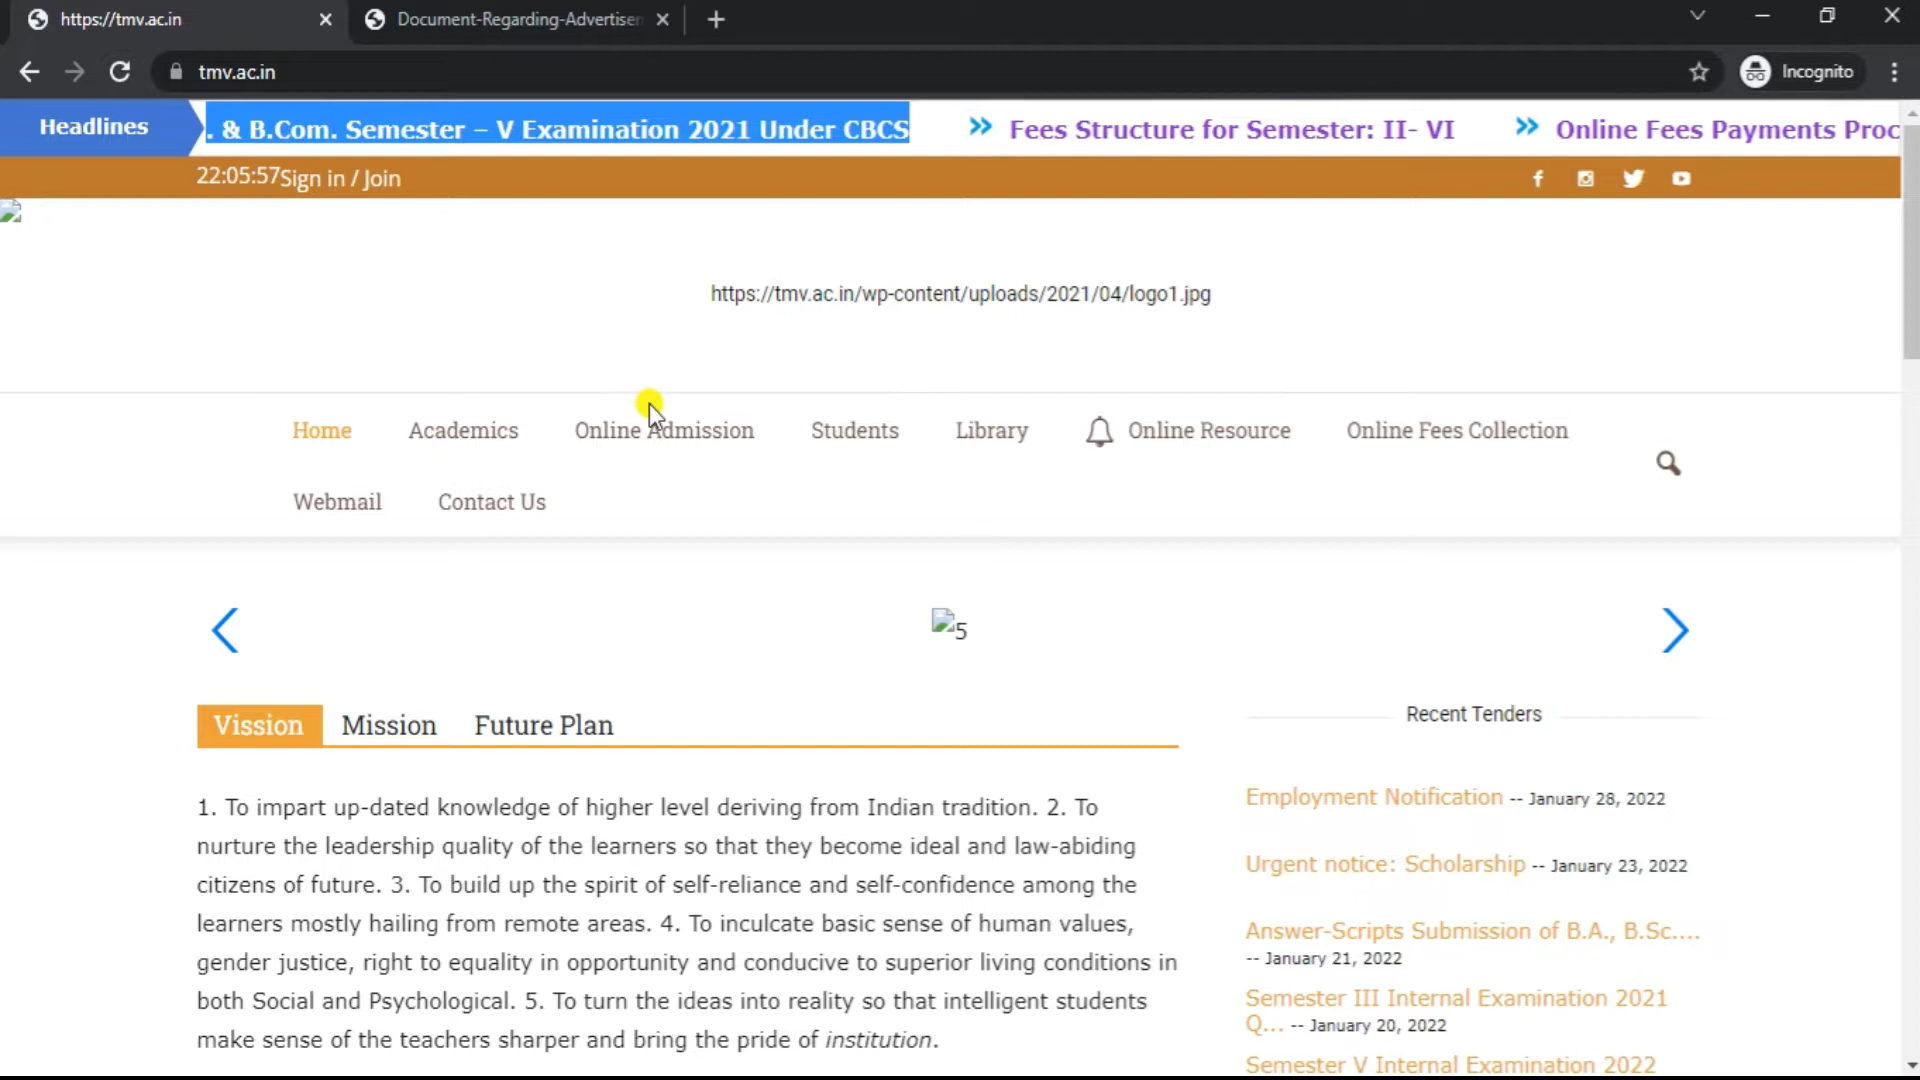 https://tmv.ac.in
Document-Regarding-Advertisen
tmv.ac.in
Incognito
Headlines
. & B.Com. Semester – V Examination 2021 Under CBCS
Fees Structure for Semester: II- VI
Online Fees Payments Proc
22:05:57Sign in / Join
https://tmv.ac.in/wp-content/uploads/2021/04/logo1.jpg
Home Academics Online Admission Students Library Online Resource Online Fees Collection
Webmail Contact Us
5
Vission Mission Future Plan
1. To impart up-dated knowledge of higher level deriving from Indian tradition. 2. To
nurture the leadership quality of the learners so that they become ideal and law-abiding
citizens of future. 3. To build up the spirit of self-reliance and self-confidence among the
learners mostly hailing from remote areas. 4. To inculcate basic sense of human values,
gender justice, right to equality in opportunity and conducive to superior living conditions in
both Social and Psychological. 5. To turn the ideas into reality so that intelligent students
make sense of the teachers sharper and bring the pride of institution.
Recent Tenders
Employment Notification -- January 28, 2022
Urgent notice: Scholarship -- January 23, 2022
Answer-Scripts Submission of B.A., B.Sc....
-- January 21, 2022
Semester III Internal Examination 2021
Q... -- January 20, 2022
Semester V Internal Examination 2022